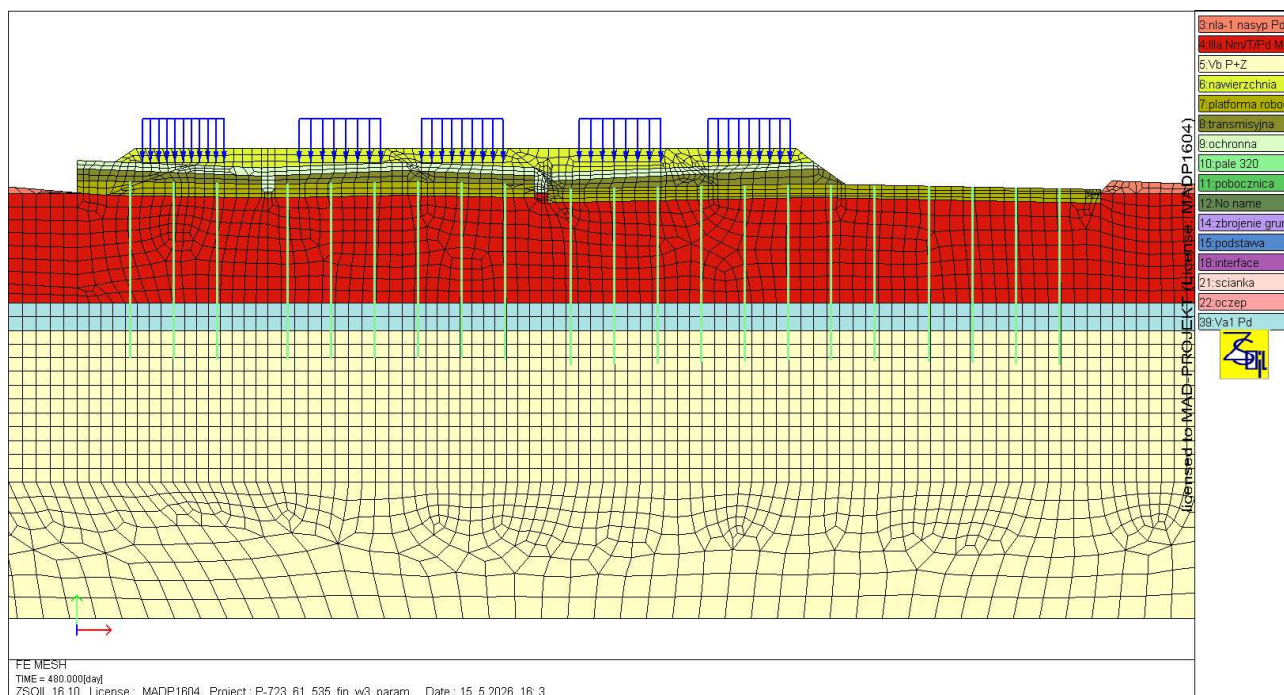 3:nla-1 nasyp Pd
4:IIIa Nm/T/Pd M
5:Vb P+Z
6:nawierzchnia
7:platforma robo
8:transmisyjna
9:ochronna
10:pale 320
11:pobocznica
12:No name
14:zbrojenie grun
15:podstawa
18:interface
21:scianka
22:oczep
39:Va1 Pd
ZSoil
licensed to MAD-PROJEKT (License: MADP1604)
FE MESH
TIME = 480.000[day]
ZSOIL 16.10 License : MADP1604 Project : P-723_61_535_fin_w3_param Date : 15. 5.2026 16: 3